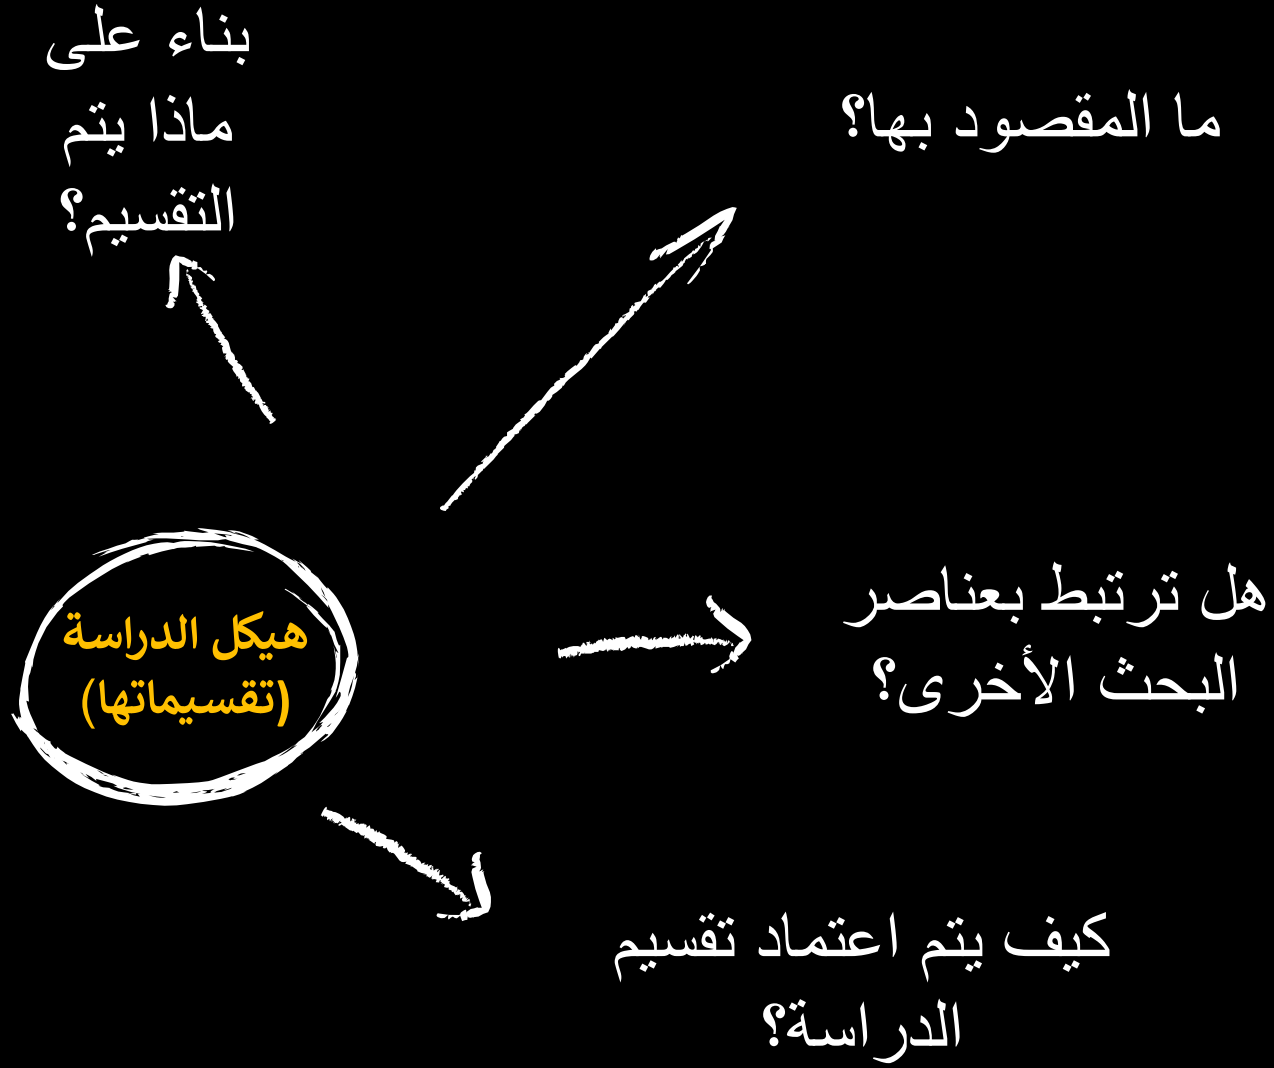 بناء على
ماذا يتم
التقسيم؟
ما المقصود بها؟
هيكل الدراسة
(تقسيماتها)
هل ترتبط بعناصر
البحث الأخرى؟
كيف يتم اعتماد تقسيم
الدراسة؟